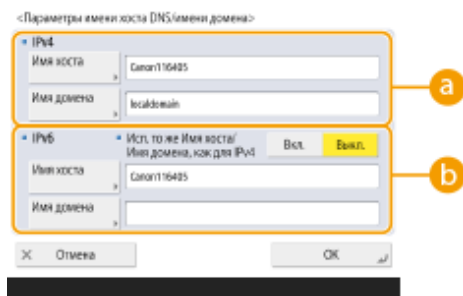 <Параметры имени хоста DNS/имени домена>
IPv4
Имя хоста
Canon116405
Имя домена
localdomain
a
IPv6
Исп. то же Имя хоста/
Имя домена, как для IPv4
Вкл.
Выкл.
Имя хоста
Canon116405
b
Имя домена
Отмена
OK